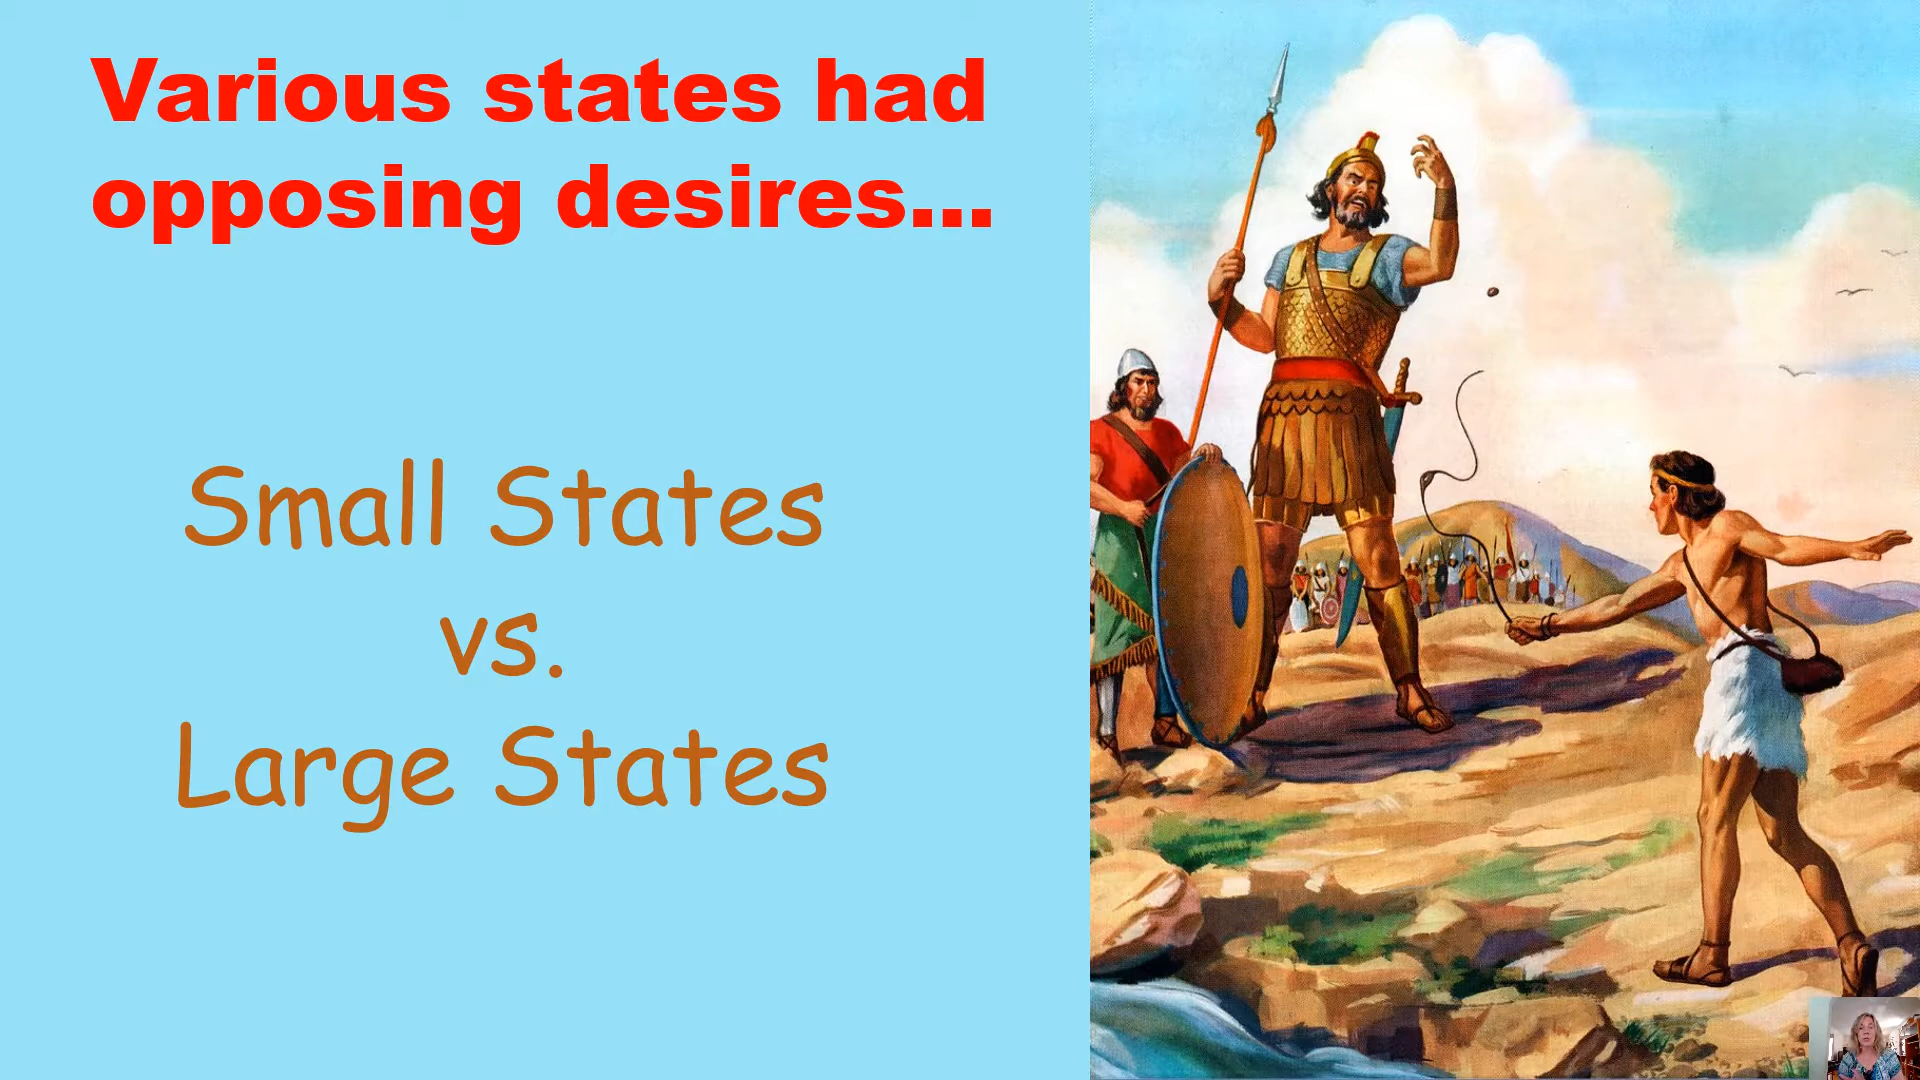 Various states had
opposing desires...
Small States
vs.
Large States